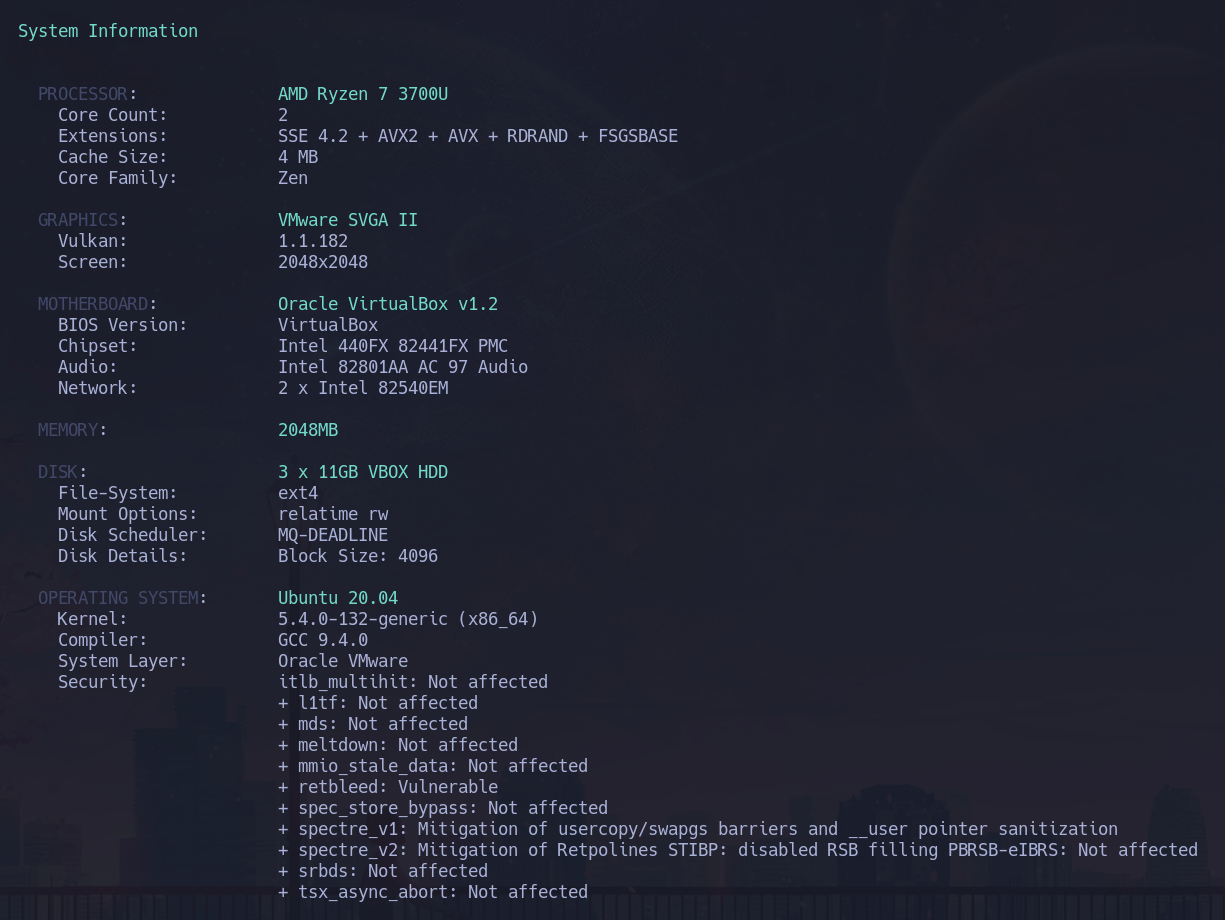 System Information
PROCESSOR: AMD Ryzen 7 3700U
Core Count: 2
Extensions: SSE 4.2 + AVX2 + AVX + RDRAND + FSGSBASE
Cache Size: 4 MB
Core Family: Zen
GRAPHICS: VMware SVGA II
Vulkan: 1.1.182
Screen: 2048x2048
MOTHERBOARD: Oracle VirtualBox v1.2
BIOS Version: VirtualBox
Chipset: Intel 440FX 82441FX PMC
Audio: Intel 82801AA AC 97 Audio
Network: 2 x Intel 82540EM
MEMORY: 2048MB
DISK: 3 x 11GB VBOX HDD
File-System: ext4
Mount Options: relatime rw
Disk Scheduler: MQ-DEADLINE
Disk Details: Block Size: 4096
OPERATING SYSTEM: Ubuntu 20.04
Kernel: 5.4.0-132-generic (x86_64)
Compiler: GCC 9.4.0
System Layer: Oracle VMware
Security: itlb_multihit: Not affected
+ l1tf: Not affected
+ mds: Not affected
+ meltdown: Not affected
+ mmio_stale_data: Not affected
+ retbleed: Vulnerable
+ spec_store_bypass: Not affected
+ spectre_v1: Mitigation of usercopy/swapgs barriers and __user pointer sanitization
+ spectre_v2: Mitigation of Retpolines STIBP: disabled RSB filling PBRSB-eIBRS: Not affected
+ srbds: Not affected
+ tsx_async_abort: Not affected